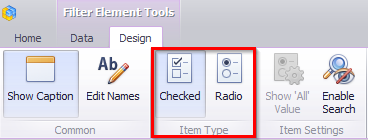 Filter Element Tools
Home Data Design
Show Caption Edit Names Checked Radio Show 'All' Value Enable Search
Common Item Type Item Settings